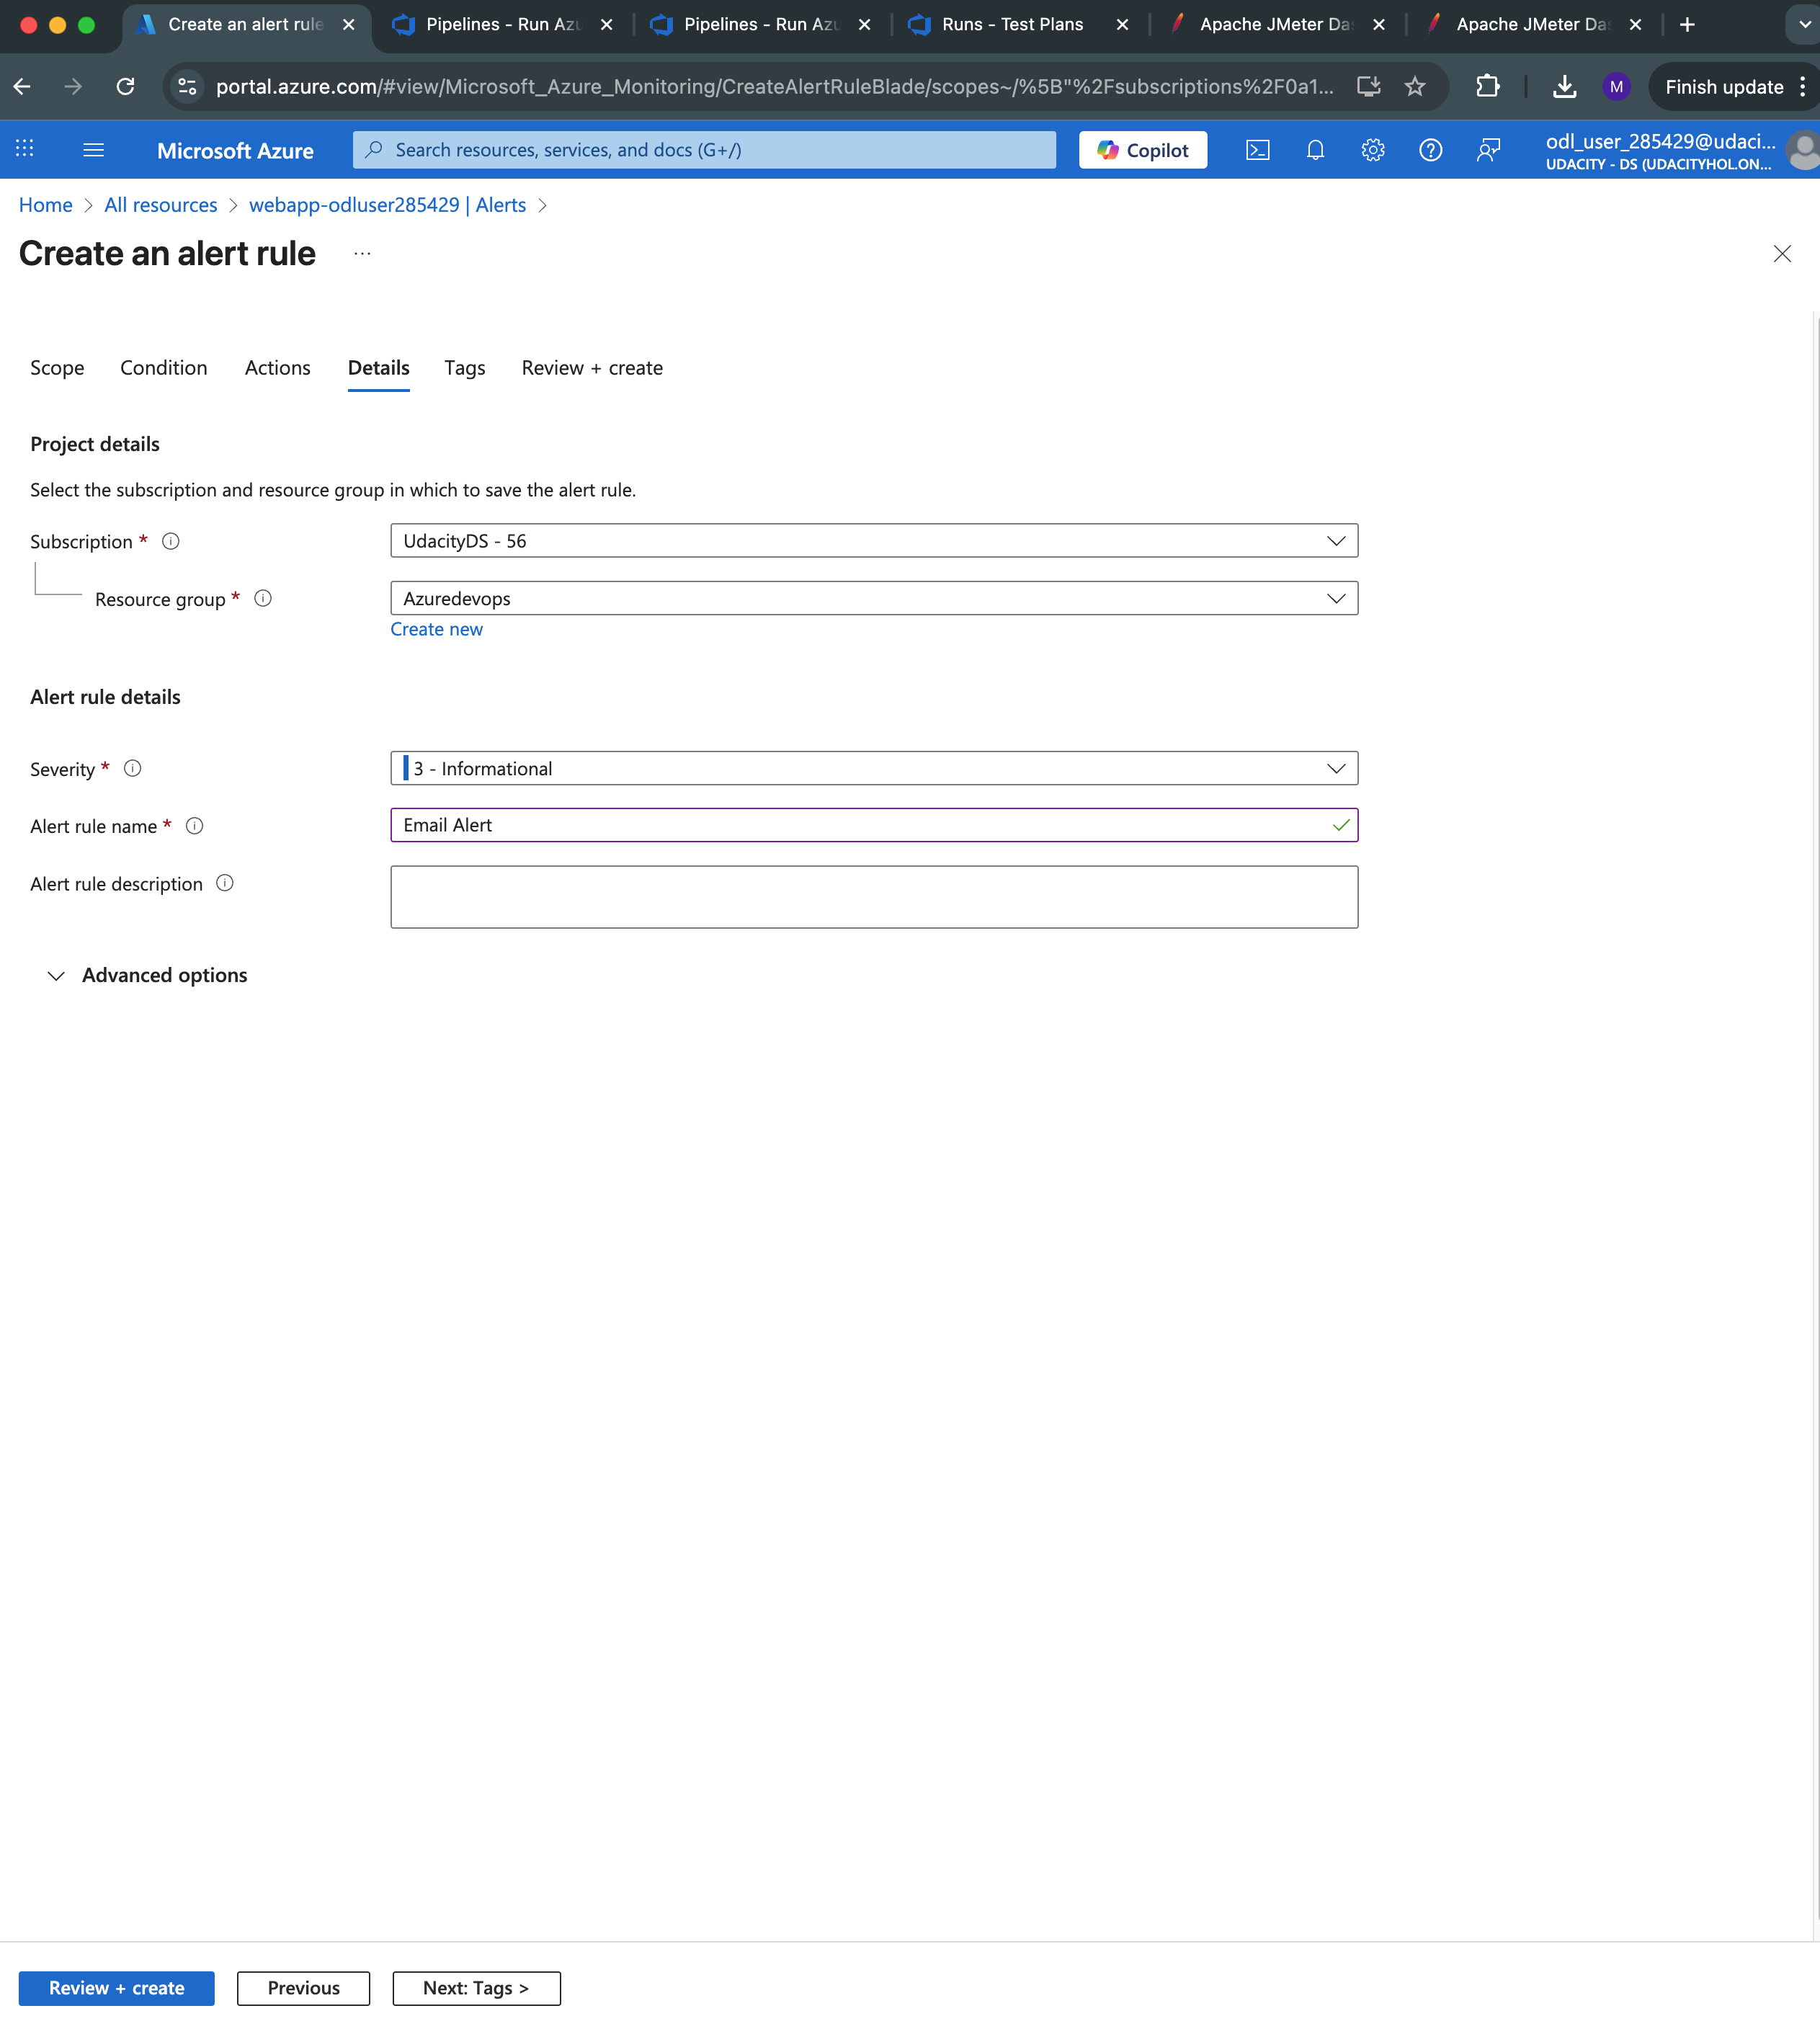 Create an alert rule
Pipelines - Run Azu
Pipelines - Run Azu
Runs - Test Plans
Apache JMeter Das
Apache JMeter Das
portal.azure.com/#view/Microsoft_Azure_Monitoring/CreateAlertRuleBlade/scopes~/%5B"%2Fsubscriptions%2F0a1...
M
Finish update
Microsoft Azure
Search resources, services, and docs (G+/)
Copilot
odl_user_285429@udaci...
UDACITY - DS (UDACITYHOL.ON...
Home > All resources > webapp-odluser285429 | Alerts >
Create an alert rule ...
Scope Condition Actions Details Tags Review + create
Project details
Select the subscription and resource group in which to save the alert rule.
Subscription *
UdacityDS - 56
Resource group *
Azuredevops
Create new
Alert rule details
Severity *
3 - Informational
Alert rule name *
Email Alert
Alert rule description
Advanced options
Review + create
Previous
Next: Tags >